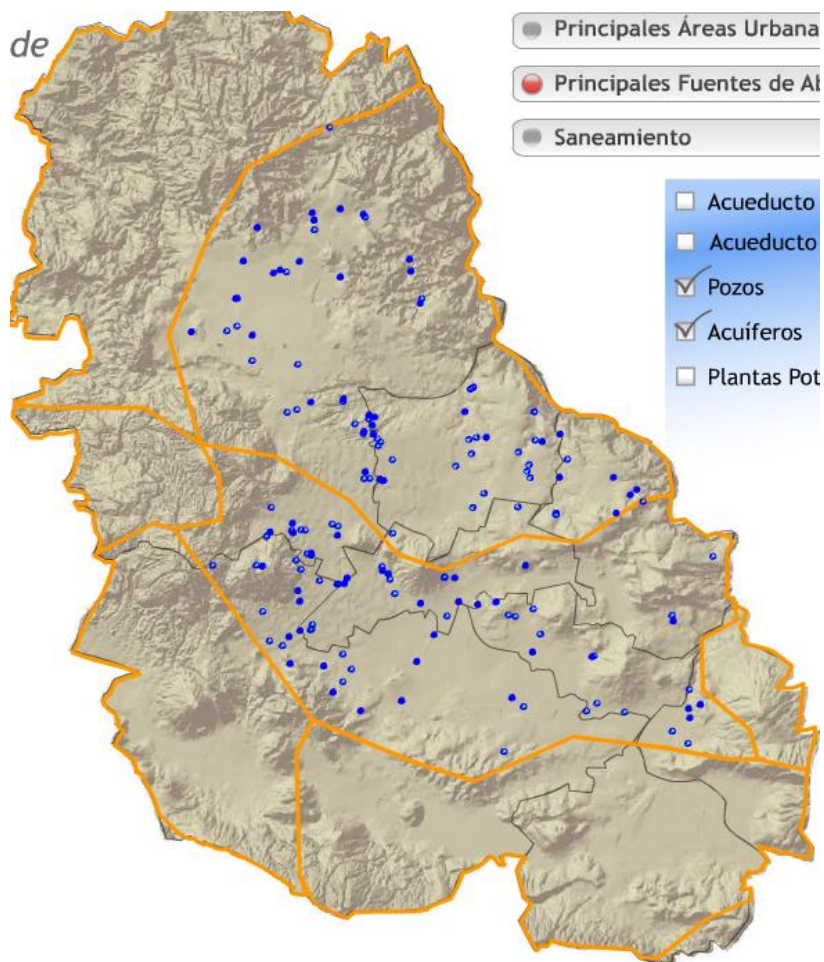 de
Principales Áreas Urbana
Principales Fuentes de Ab
Saneamiento
Acueducto
Acueducto
Pozos
Acuíferos
Plantas Pot